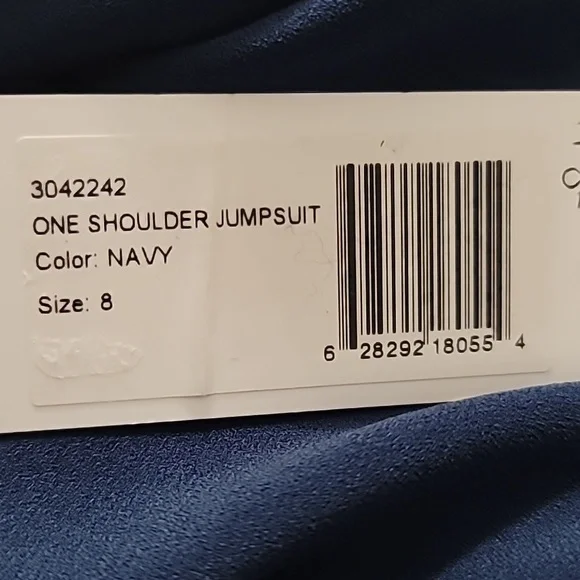 3042242
ONE SHOULDER JUMPSUIT
Color: NAVY
Size: 8
6 28292 18055 4